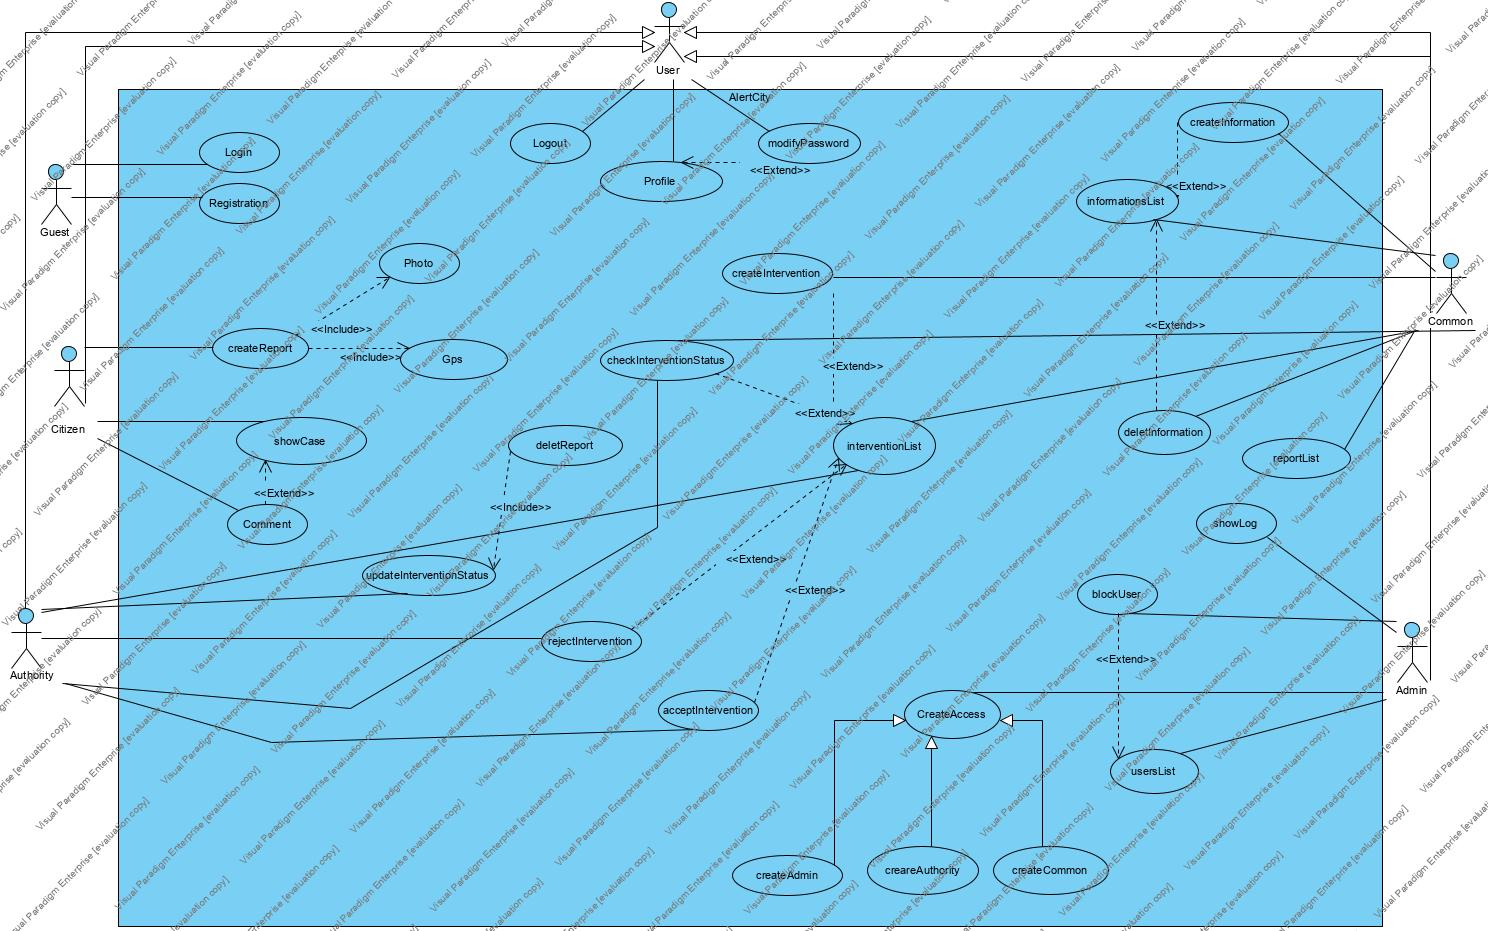 User
AlertCity
createInformation
Login
Logout
modifyPassword
Profile
<<Extend>>
Registration
<<Extend>>
informationsList
Guest
Photo
createIntervention
Common
<<Include>>
<<Extend>>
createReport
<<Include>>
Gps
checkInterventionStatus
<<Extend>>
<<Extend>>
Citizen
showCase
deletReport
interventionList
deletInformation
reportList
<<Extend>>
<<Include>>
Comment
showLog
<<Extend>>
updateInterventionStatus
<<Extend>>
blockUser
rejectIntervention
<<Extend>>
Authority
Admin
acceptIntervention
CreateAccess
usersList
createAdmin
creareAuthority
createCommon
Visual Paradigm Enterprise [evaluation copy]